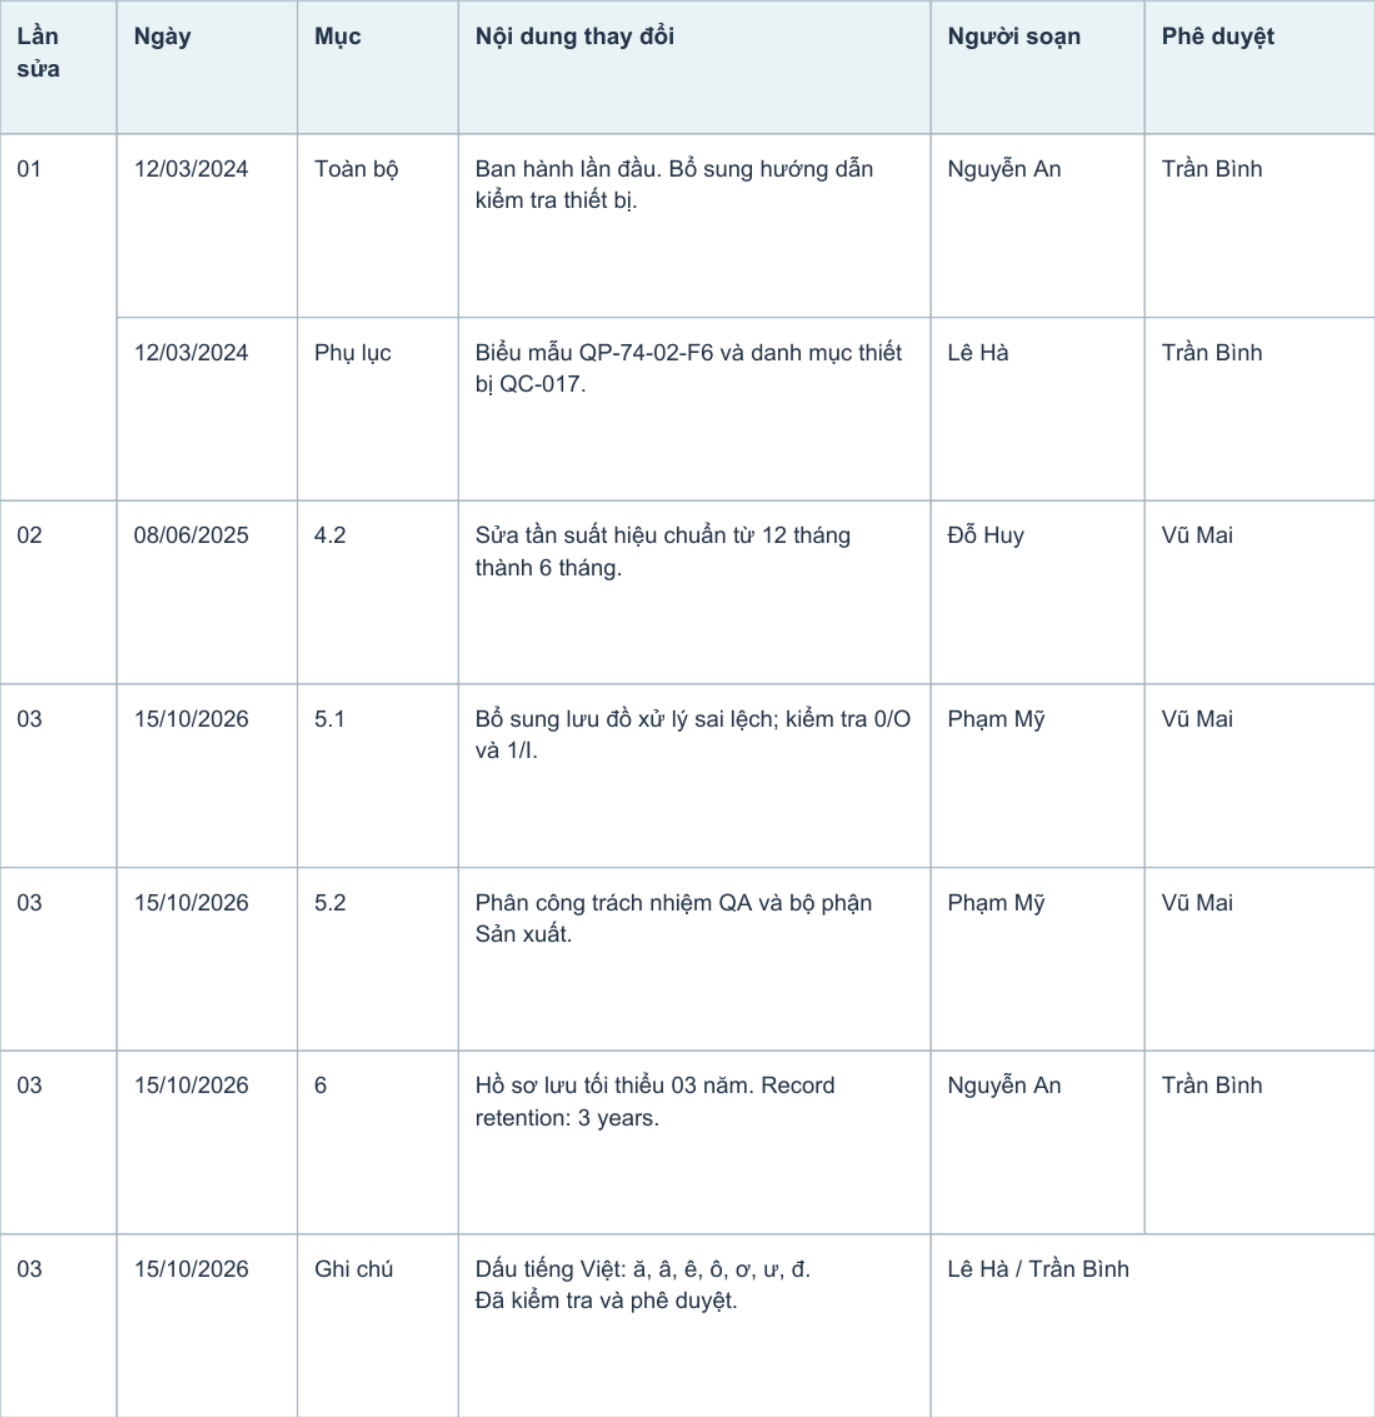 Lần sửa
Ngày
Mục
Nội dung thay đổi
Người soạn
Phê duyệt
01
12/03/2024
Toàn bộ
Ban hành lần đầu. Bổ sung hướng dẫn
kiểm tra thiết bị.
Nguyễn An
Trần Bình
12/03/2024
Phụ lục
Biểu mẫu QP-74-02-F6 và danh mục thiết
bị QC-017.
Lê Hà
Trần Bình
02
08/06/2025
4.2
Sửa tần suất hiệu chuẩn từ 12 tháng
thành 6 tháng.
Đỗ Huy
Vũ Mai
03
15/10/2026
5.1
Bổ sung lưu đồ xử lý sai lệch; kiểm tra 0/O
và 1/I.
Phạm Mỹ
Vũ Mai
03
15/10/2026
5.2
Phân công trách nhiệm QA và bộ phận
Sản xuất.
Phạm Mỹ
Vũ Mai
03
15/10/2026
6
Hồ sơ lưu tối thiểu 03 năm. Record
retention: 3 years.
Nguyễn An
Trần Bình
03
15/10/2026
Ghi chú
Dấu tiếng Việt: ă, â, ê, ô, ơ, ư, đ.
Đã kiểm tra và phê duyệt.
Lê Hà / Trần Bình